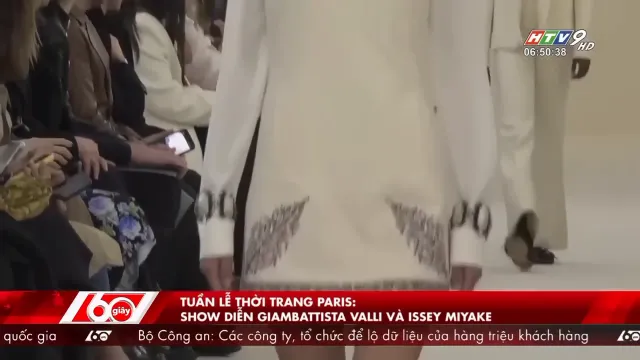 HTV9 HD
06:50:38
60 giây
TUẦN LỄ THỜI TRANG PARIS:
SHOW DIỄN GIAMBATTISTA VALLI VÀ ISSEY MIYAKE
quốc gia 60 Bộ Công an: Các công ty, tổ chức để lộ dữ liệu của hàng triệu khách hàng 60